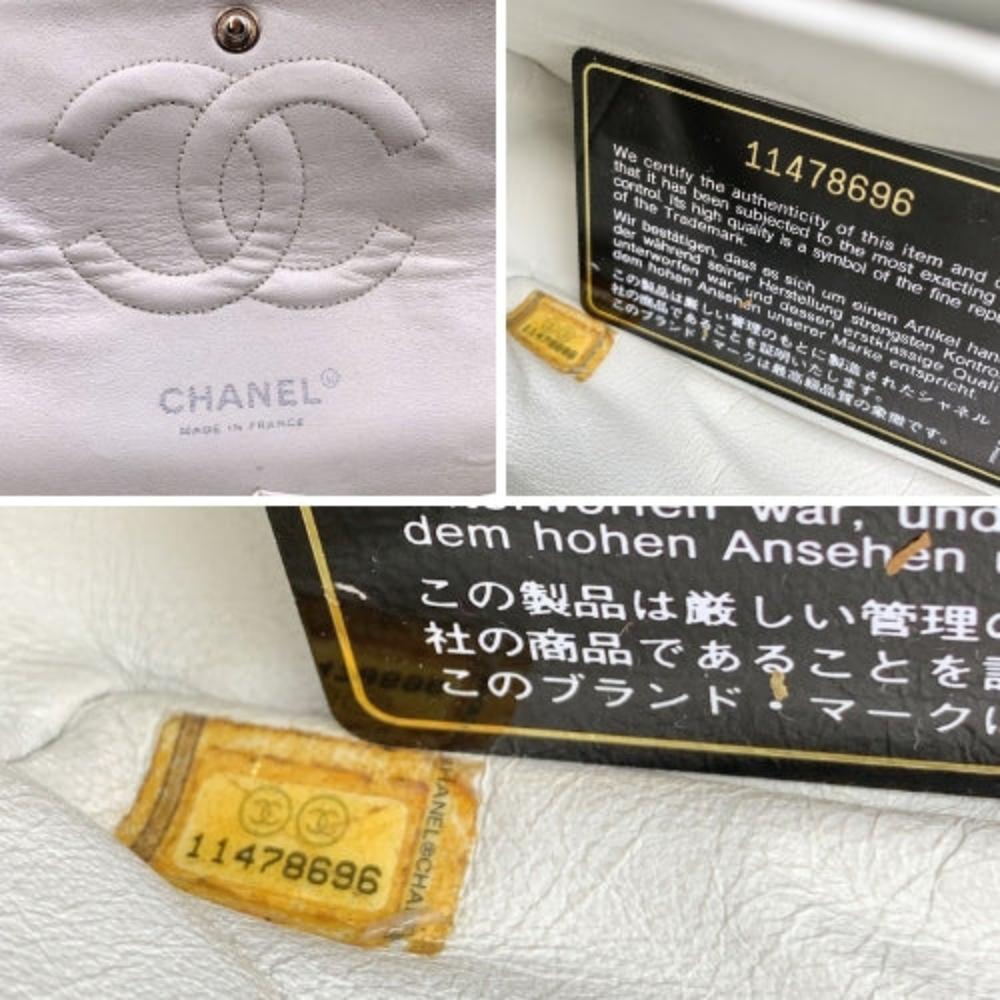 CHANEL®
MADE IN FRANCE
11478696
We certify the authenticity of this item and
that it has been subjected to the most exacting
control. Its high quality is a symbol of the fine
of the Trademark.
Wir bestätigen, dass es sich um einen Artikel
der während seiner Herstellung strengsten
unterworfen war, und dessen erstklassige
dem hohen Ansehen unserer Marke entspricht.
この製品は厳しい管理のもとに製造されたシャネル
社の商品であることを証明いたします。
このブランド・マークは最高級品質の象徴です。
11478696
unterworfen war, und
dem hohen Ansehen
この製品は厳しい管理の
社の商品であることを証
このブランド・マークは
11478696
CHANEL®CHA